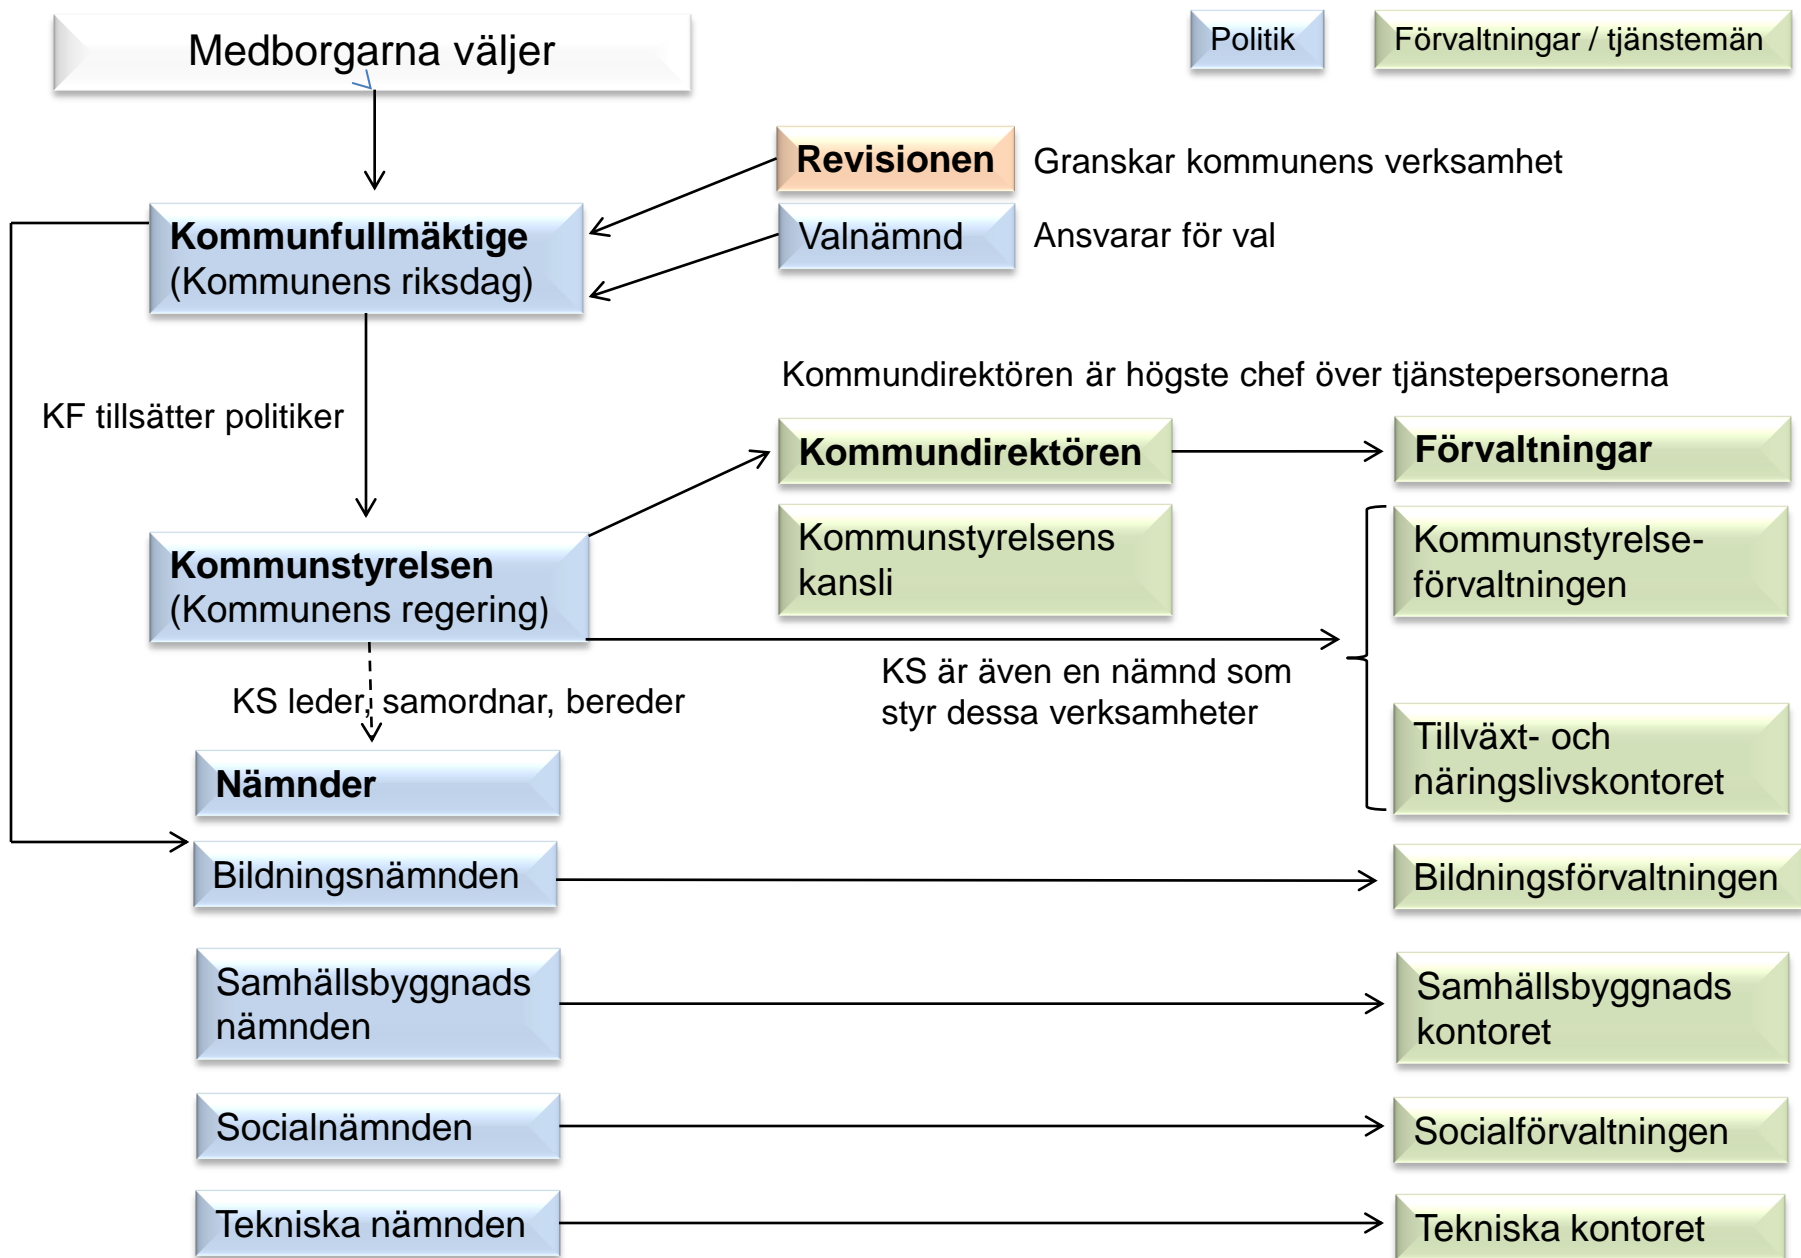 Medborgarna väljer
Politik
Förvaltningar / tjänstemän
Revisionen
Granskar kommunens verksamhet
Kommunfullmäktige
(Kommunens riksdag)
Valnämnd
Ansvarar för val
Kommundirektören är högste chef över tjänstepersonerna
KF tillsätter politiker
Kommundirektören
Förvaltningar
Kommunstyrelsens
kansli
Kommunstyrelse-
förvaltningen
Kommunstyrelsen
(Kommunens regering)
KS är även en nämnd som
styr dessa verksamheter
KS leder, samordnar, bereder
Tillväxt- och
näringslivskontoret
Nämnder
Bildningsnämnden
Bildningsförvaltningen
Samhällsbyggnads
nämnden
Samhällsbyggnads
kontoret
Socialnämnden
Socialförvaltningen
Tekniska nämnden
Tekniska kontoret